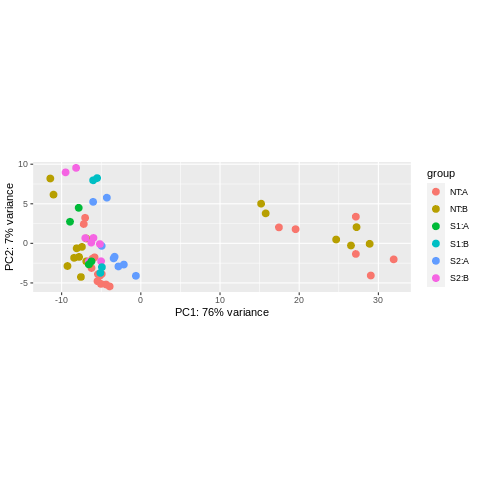 10
5
0
-5
PC2: 7% variance
-10
0
10
20
30
PC1: 76% variance
group
NT:A
NT:B
S1:A
S1:B
S2:A
S2:B